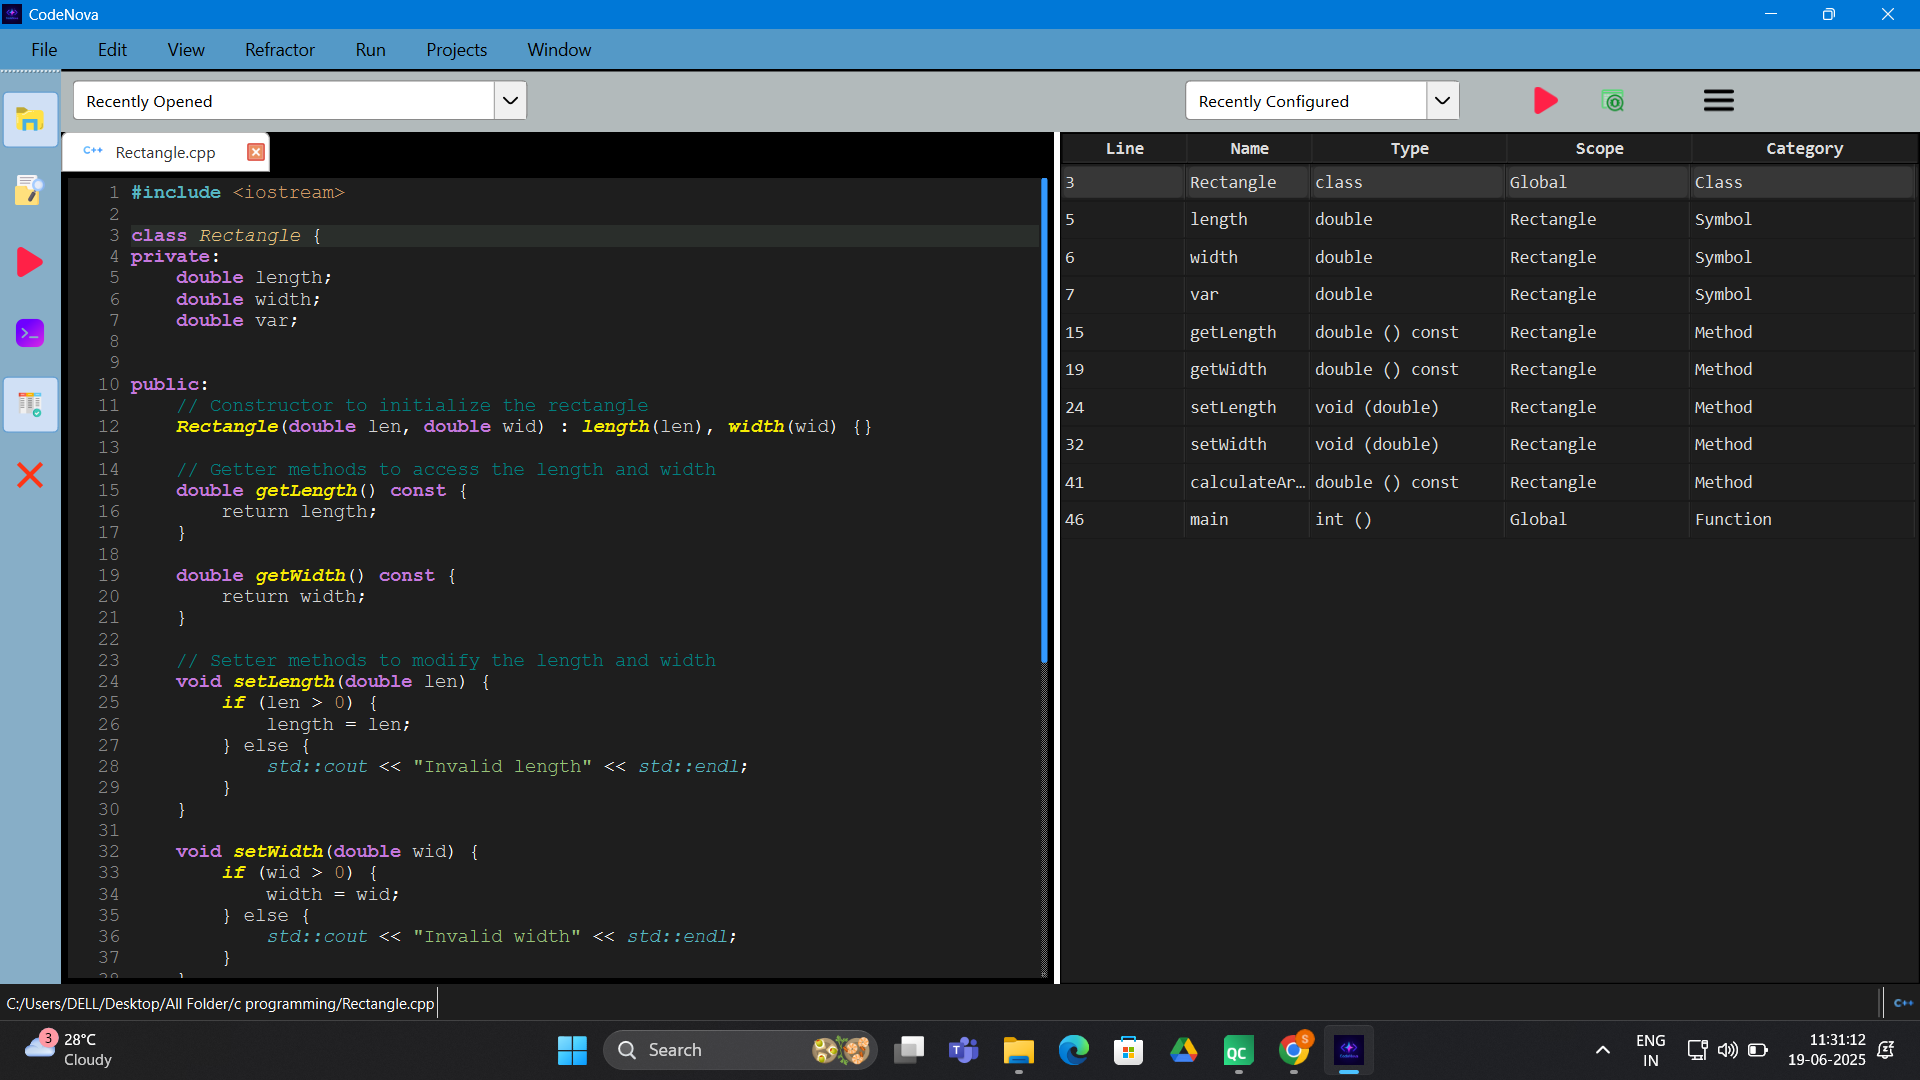 CodeNova
File Edit View Refractor Run Projects Window
Recently Opened
Recently Configured
C++ Rectangle.cpp
1 #include <iostream>
2
3 class Rectangle {
4 private:
5     double length;
6     double width;
7     double var;
8
9
10 public:
11     // Constructor to initialize the rectangle
12     Rectangle(double len, double wid) : length(len), width(wid) {}
13
14     // Getter methods to access the length and width
15     double getLength() const {
16         return length;
17     }
18
19     double getWidth() const {
20         return width;
21     }
22
23     // Setter methods to modify the length and width
24     void setLength(double len) {
25         if (len > 0) {
26             length = len;
27         } else {
28             std::cout << "Invalid length" << std::endl;
29         }
30     }
31
32     void setWidth(double wid) {
33         if (wid > 0) {
34             width = wid;
35         } else {
36             std::cout << "Invalid width" << std::endl;
37         }
Line Name Type Scope Category
3 Rectangle class Global Class
5 length double Rectangle Symbol
6 width double Rectangle Symbol
7 var double Rectangle Symbol
15 getLength double () const Rectangle Method
19 getWidth double () const Rectangle Method
24 setLength void (double) Rectangle Method
32 setWidth void (double) Rectangle Method
41 calculateAr... double () const Rectangle Method
46 main int () Global Function
C:/Users/DELL/Desktop/All Folder/c programming/Rectangle.cpp
C++
3
28°C
Cloudy
Search
QC
S
ENG
IN
11:31:12
19-06-2025